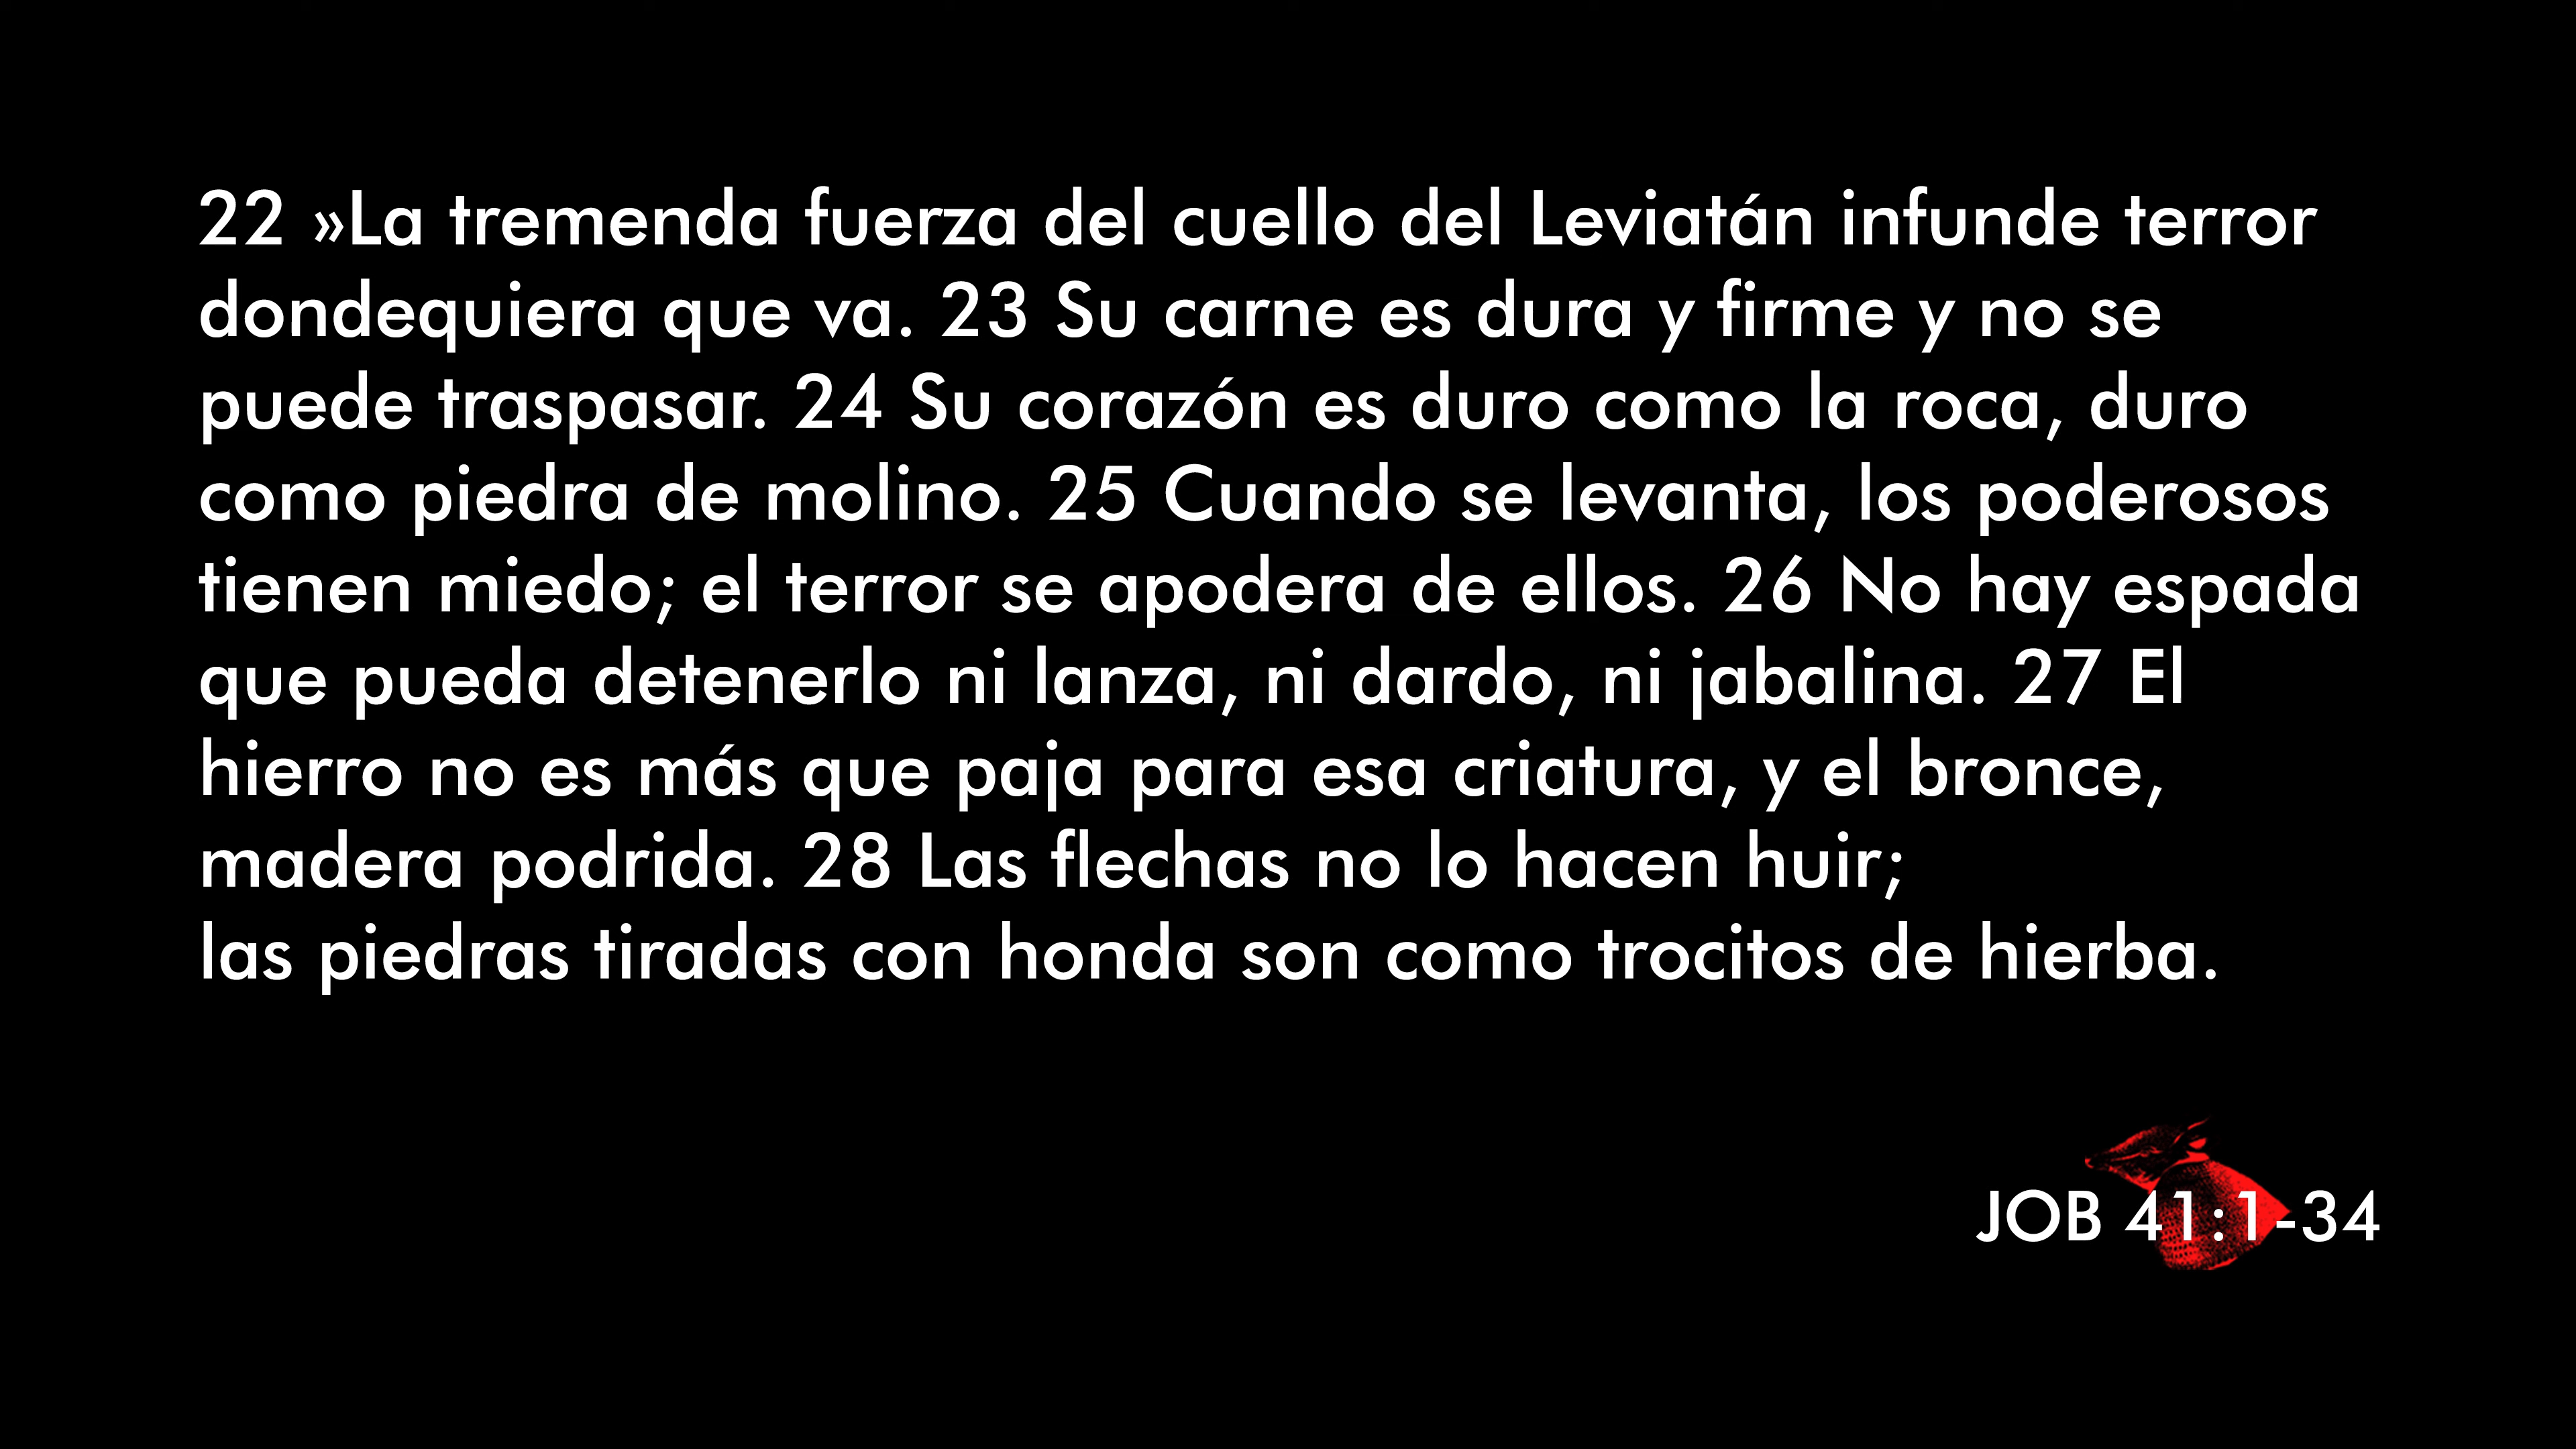 22 »La tremenda fuerza del cuello del Leviatán infunde terror
dondequiera que va. 23 Su carne es dura y firme y no se
puede traspasar. 24 Su corazón es duro como la roca, duro
como piedra de molino. 25 Cuando se levanta, los poderosos
tienen miedo; el terror se apodera de ellos. 26 No hay espada
que pueda detenerlo ni lanza, ni dardo, ni jabalina. 27 El
hierro no es más que paja para esa criatura, y el bronce,
madera podrida. 28 Las flechas no lo hacen huir;
las piedras tiradas con honda son como trocitos de hierba.
JOB 41:1-34